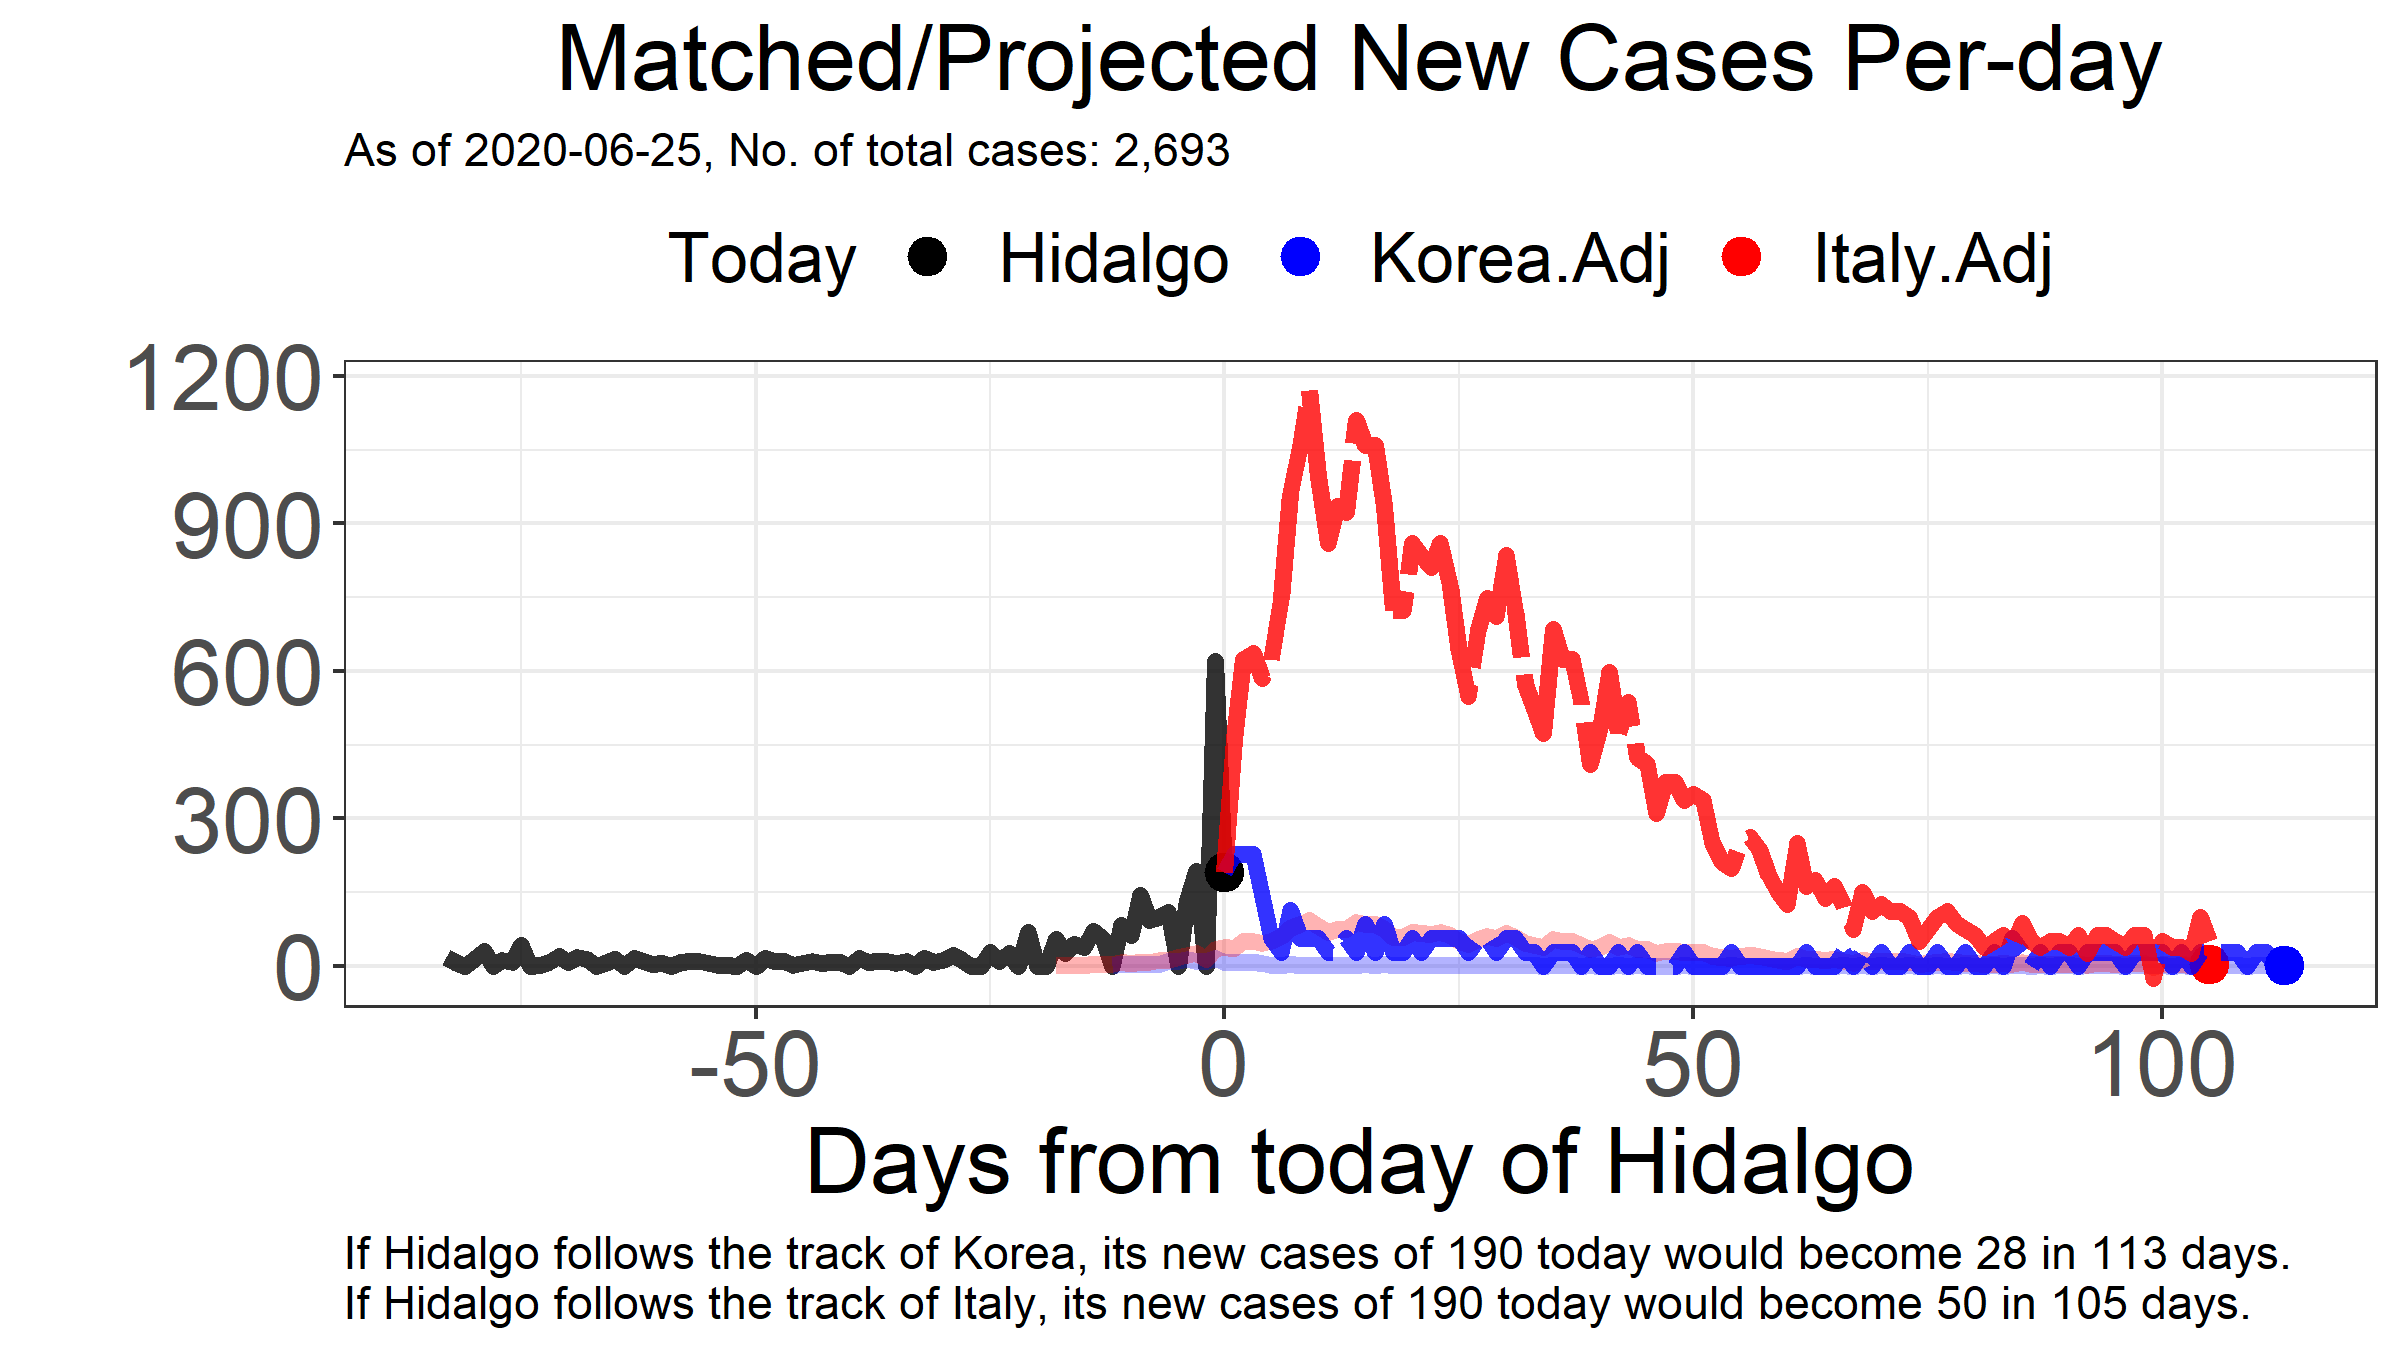 Matched/Projected New Cases Per-day
As of 2020-06-25, No. of total cases: 2,693
Today Hidalgo Korea.Adj Italy.Adj
1200
900
600
300
0
-50 0 50 100
Days from today of Hidalgo
If Hidalgo follows the track of Korea, its new cases of 190 today would become 28 in 113 days.
If Hidalgo follows the track of Italy, its new cases of 190 today would become 50 in 105 days.